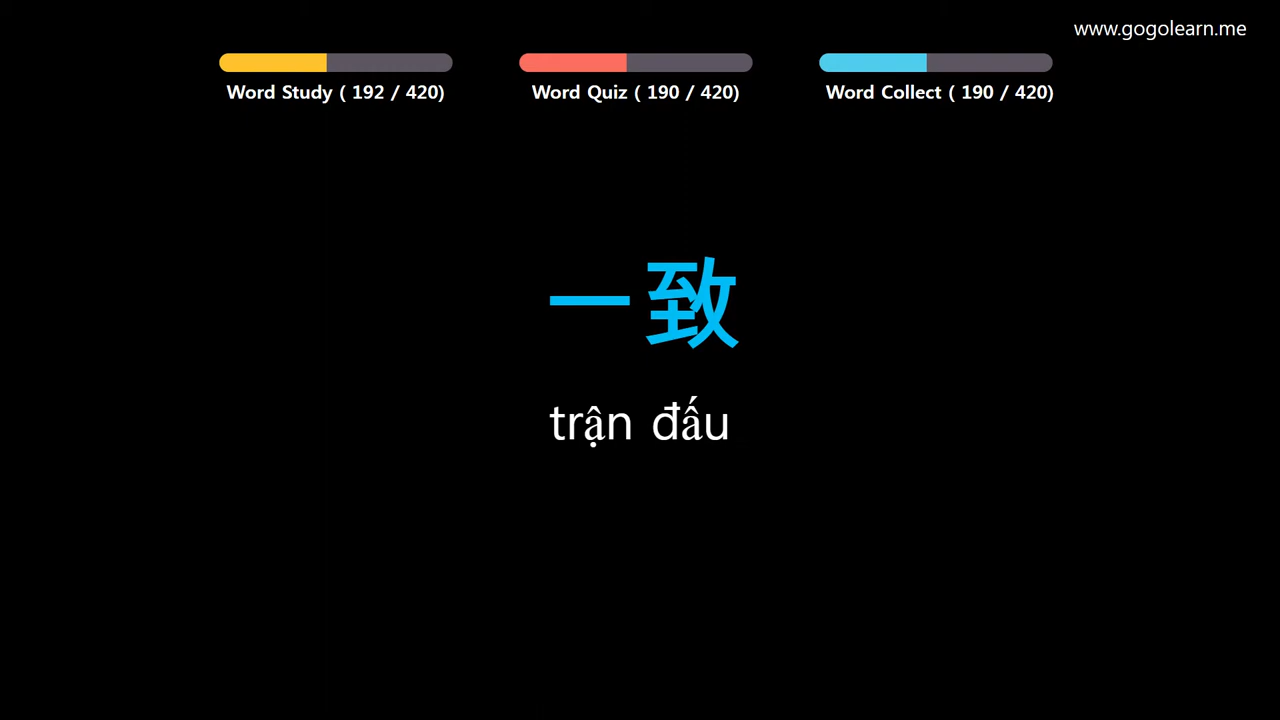 www.gogolearn.me
Word Study ( 192 / 420)
Word Quiz ( 190 / 420)
Word Collect ( 190 / 420)
一致
trận đấu